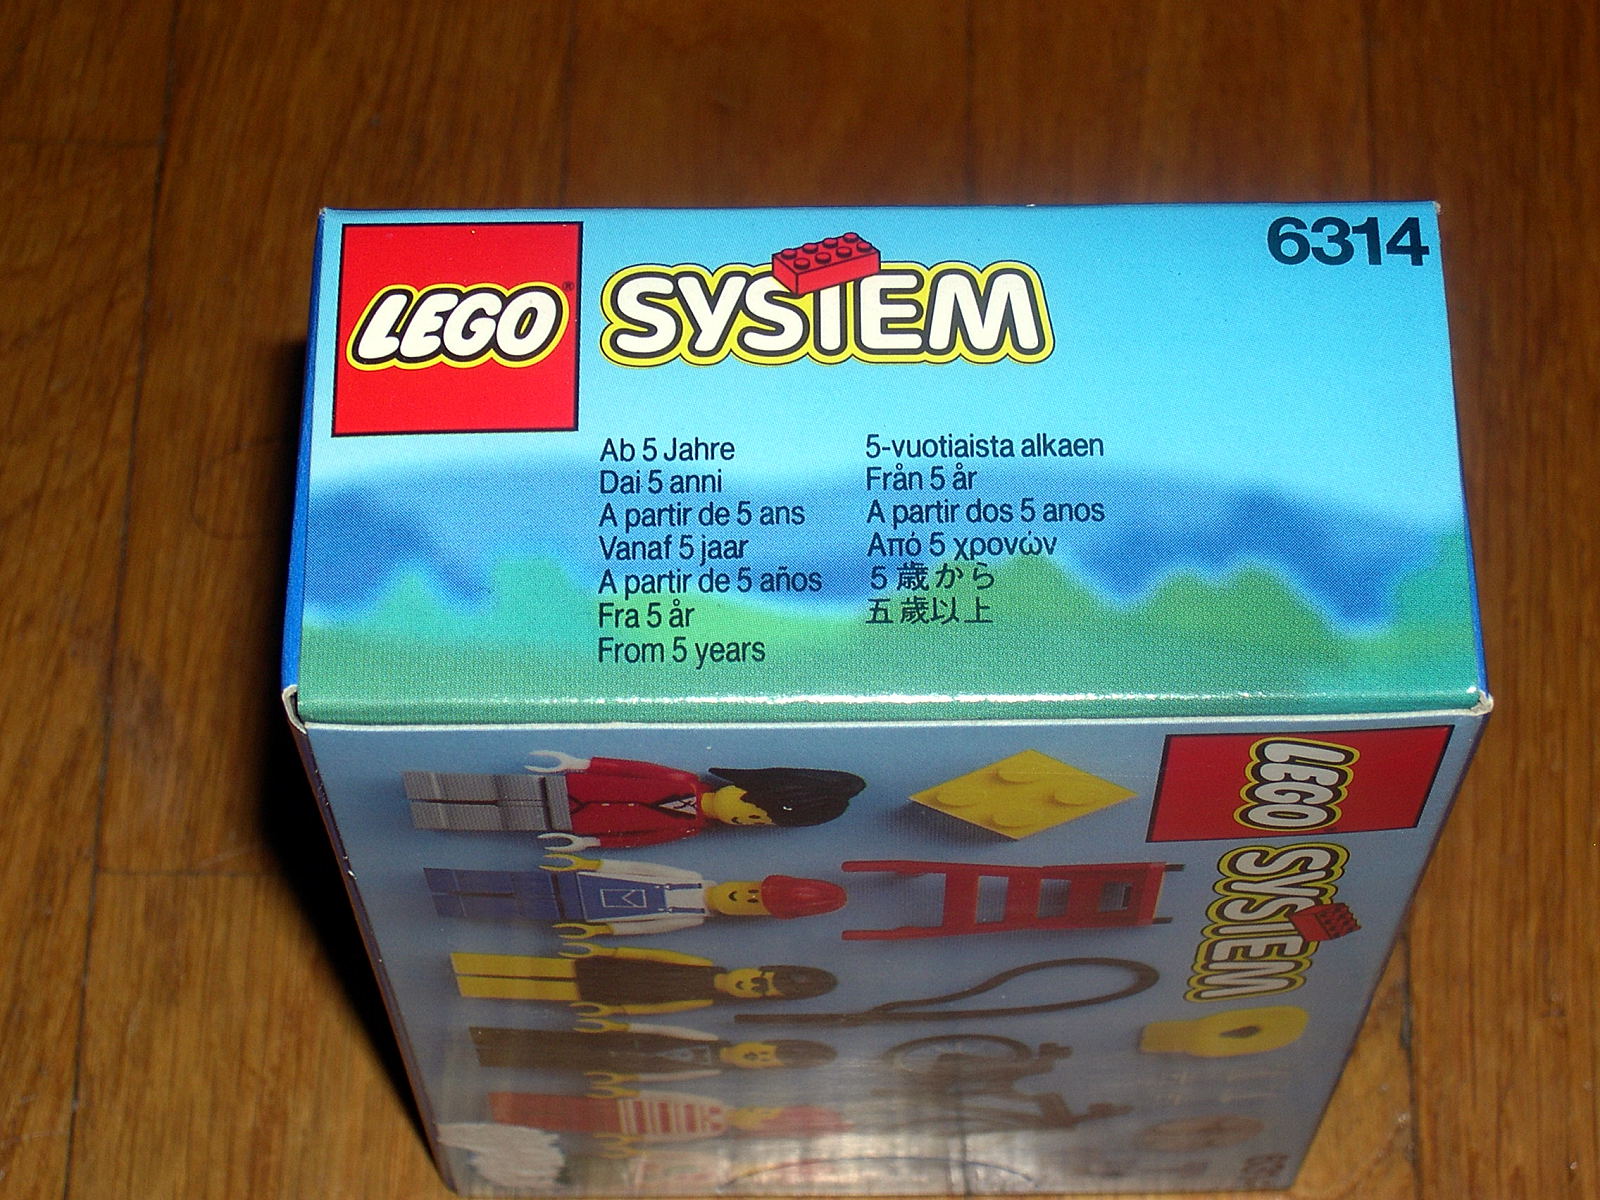 LEGO®
SYSTEM
6314
Ab 5 Jahre
Dai 5 anni
A partir de 5 ans
Vanaf 5 jaar
A partir de 5 años
Fra 5 år
From 5 years
5-vuotiaista alkaen
Från 5 år
A partir dos 5 anos
Από 5 χρονών
5 歳から
五歳以上
LEGO
SYSTEM